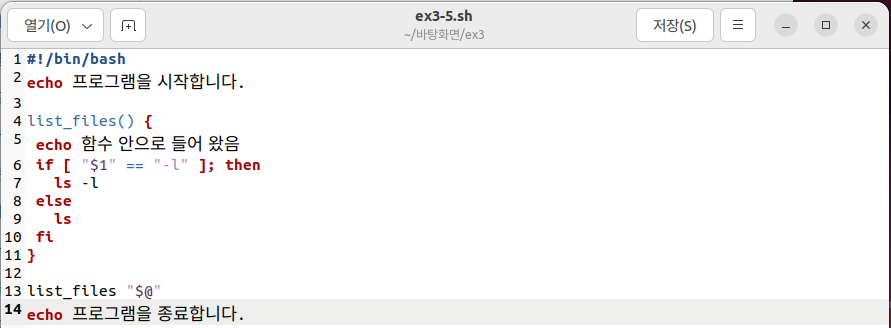 열기(O)
ex3-5.sh
~/바탕화면/ex3
저장(S)
1 #!/bin/bash
2 echo 프로그램을 시작합니다.
3
4 list_files() {
5  echo 함수 안으로 들어 왔음
6  if [ "$1" == "-l" ]; then
7    ls -l
8  else
9    ls
10  fi
11 }
12
13 list_files "$@"
14 echo 프로그램을 종료합니다.